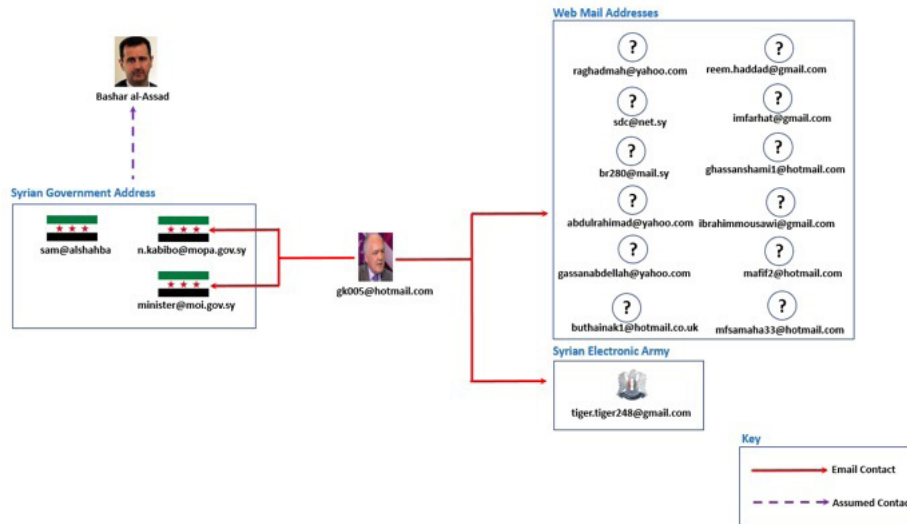 Bashar al-Assad
Syrian Government Address
sam@alshahba
n.kabibo@mopa.gov.sy
minister@moi.gov.sy
gk005@hotmail.com
Web Mail Addresses
?
?
raghadmah@yahoo.com
reem.haddad@gmail.com
?
?
sdc@net.sy
imfarhat@gmail.com
?
?
br280@mail.sy
ghassanshami1@hotmail.com
?
?
abdulrahimad@yahoo.com
ibrahimmousawi@gmail.com
?
?
gassanabdellah@yahoo.com
mafif2@hotmail.com
?
?
buthainak1@hotmail.co.uk
mfsamaha33@hotmail.com
Syrian Electronic Army
tiger.tiger248@gmail.com
Key
Email Contact
Assumed Contact